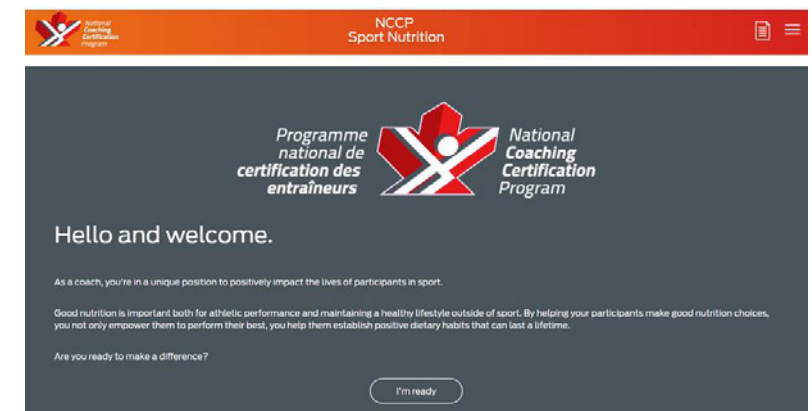 National
Coaching
Certification
Program
NCCP
Sport Nutrition
Programme
national de
certification des
entraîneurs
National
Coaching
Certification
Program
Hello and welcome.
As a coach, you're in a unique position to positively impact the lives of participants in sport.
Good nutrition is important both for athletic performance and maintaining a healthy lifestyle outside of sport. By helping your participants make good nutrition choices,
you not only empower them to perform their best, you help them establish positive dietary habits that can last a lifetime.
Are you ready to make a difference?
I'm ready